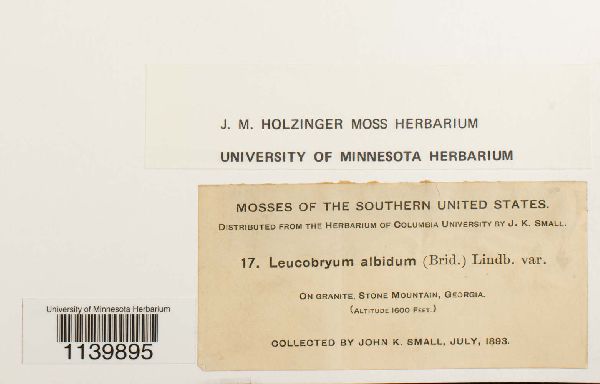 J. M. HOLZINGER MOSS HERBARIUM
UNIVERSITY OF MINNESOTA HERBARIUM
MOSSES OF THE SOUTHERN UNITED STATES.
DISTRIBUTED FROM THE HERBARIUM OF COLUMBIA UNIVERSITY BY J. K. SMALL.
17. Leucobryum albidum (Brid.) Lindb. var.
ON GRANITE, STONE MOUNTAIN, GEORGIA.
(ALTITUDE 1600 FEET.)
COLLECTED BY JOHN K. SMALL, JULY, 1893.
University of Minnesota Herbarium
1139895